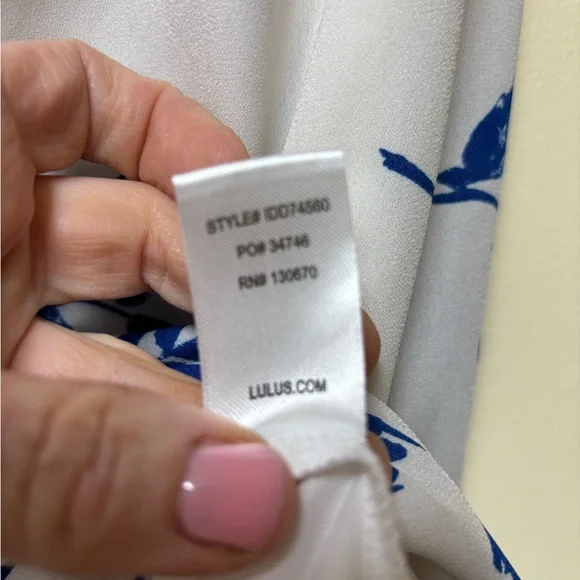 STYLE# IDD74560
PO# 34746
RN# 130670
LULUS.COM